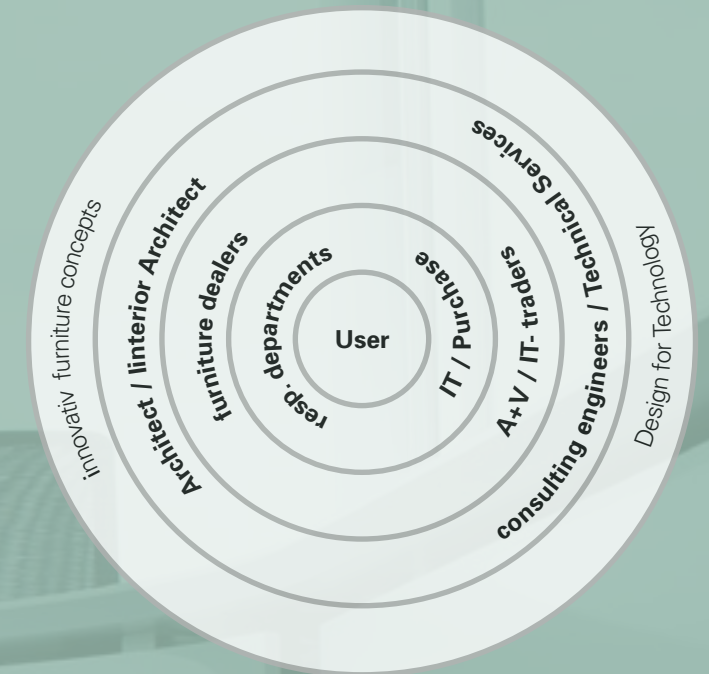 innovativ furniture concepts
Architect / Iinterior Architect
furniture dealers
resp. departments
User
IT / Purchase
A+V / IT- traders
consulting engineers / Technical Services
Design for Technology